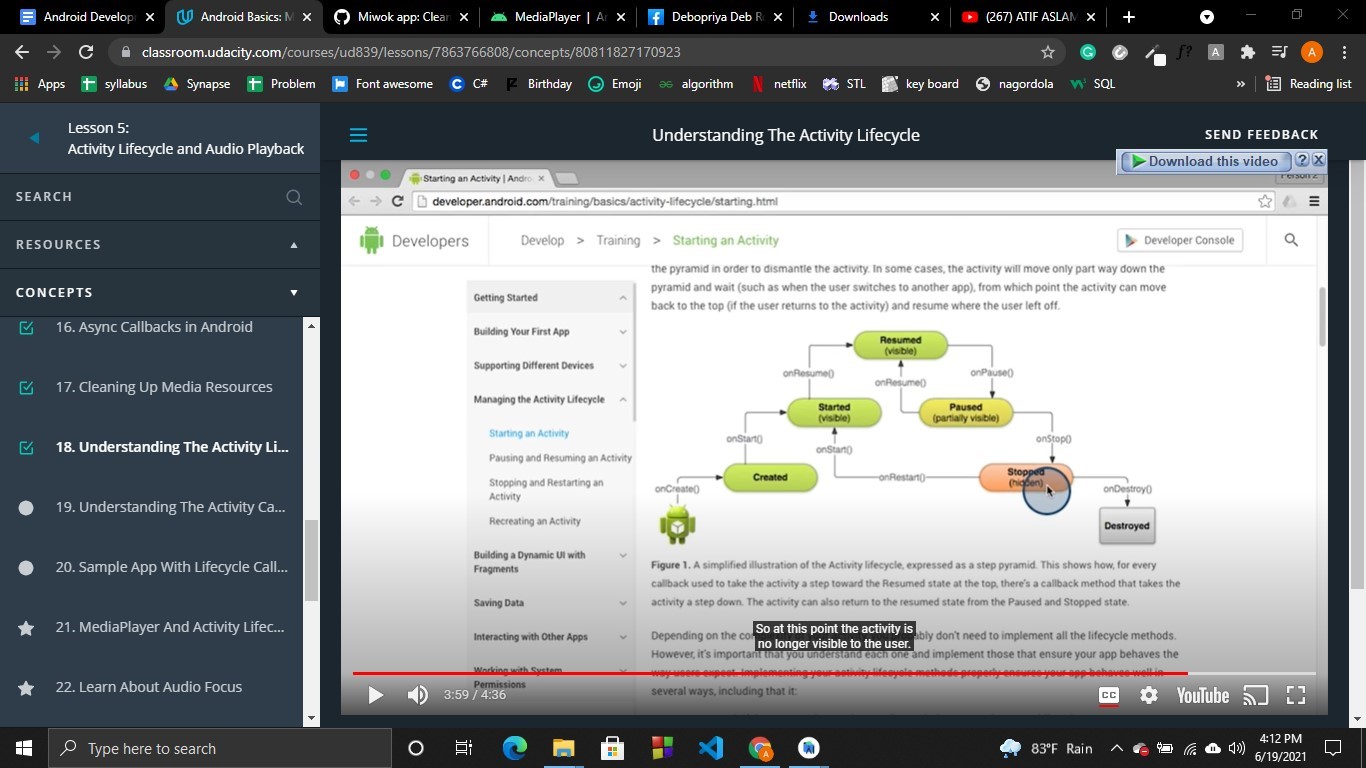 Android Develop
Android Basics: M
Miwok app: Clean
MediaPlayer | A
Debopriya Deb R
Downloads
(267) ATIF ASLAM
classroom.udacity.com/courses/ud839/lessons/7863766808/concepts/80811827170923
Apps
syllabus
Synapse
Problem
Font awesome
C#
Birthday
Emoji
algorithm
netflix
STL
key board
nagordola
SQL
»
Reading list
Lesson 5:
Activity Lifecycle and Audio Playback
SEARCH
RESOURCES
CONCEPTS
16. Async Callbacks in Android
17. Cleaning Up Media Resources
18. Understanding The Activity Li...
19. Understanding The Activity Ca...
20. Sample App With Lifecycle Call...
21. MediaPlayer And Activity Lifec...
22. Learn About Audio Focus
Understanding The Activity Lifecycle
SEND FEEDBACK
Download this video
?
Starting an Activity | Andro
Person 2
developer.android.com/training/basics/activity-lifecycle/starting.html
Developers
Develop > Training > Starting an Activity
Developer Console
Getting Started
Building Your First App
Supporting Different Devices
Managing the Activity Lifecycle
Starting an Activity
Pausing and Resuming an Activity
Stopping and Restarting an
Activity
Recreating an Activity
Building a Dynamic UI with
Fragments
Saving Data
Interacting with Other Apps
Working with System
Permissions
the pyramid in order to dismantle the activity. In some cases, the activity will move only part way down the
pyramid and wait (such as when the user switches to another app), from which point the activity can move
back to the top (if the user returns to the activity) and resume where the user left off.
Resumed
(visible)
onResume()
onResume()
onPause()
Started
(visible)
Paused
(partially visible)
onStart()
onStart()
onStop()
Created
onRestart()
Stopped
(hidden)
onCreate()
onDestroy()
Destroyed
Figure 1. A simplified illustration of the Activity lifecycle, expressed as a step pyramid. This shows how, for every
callback used to take the activity a step toward the Resumed state at the top, there's a callback method that takes the
activity a step down. The activity can also return to the resumed state from the Paused and Stopped state.
So at this point the activity is
no longer visible to the user.
Depending on the don't need to implement all the lifecycle methods.
However, it's important that you understand each one and implement those that ensure your app behaves the
way users expect. Implementing your activity lifecycle methods properly ensures your app behaves well in
several ways, including that it:
3:59 / 4:36
CC
YouTube
Type here to search
83°F Rain
4:12 PM
6/19/2021